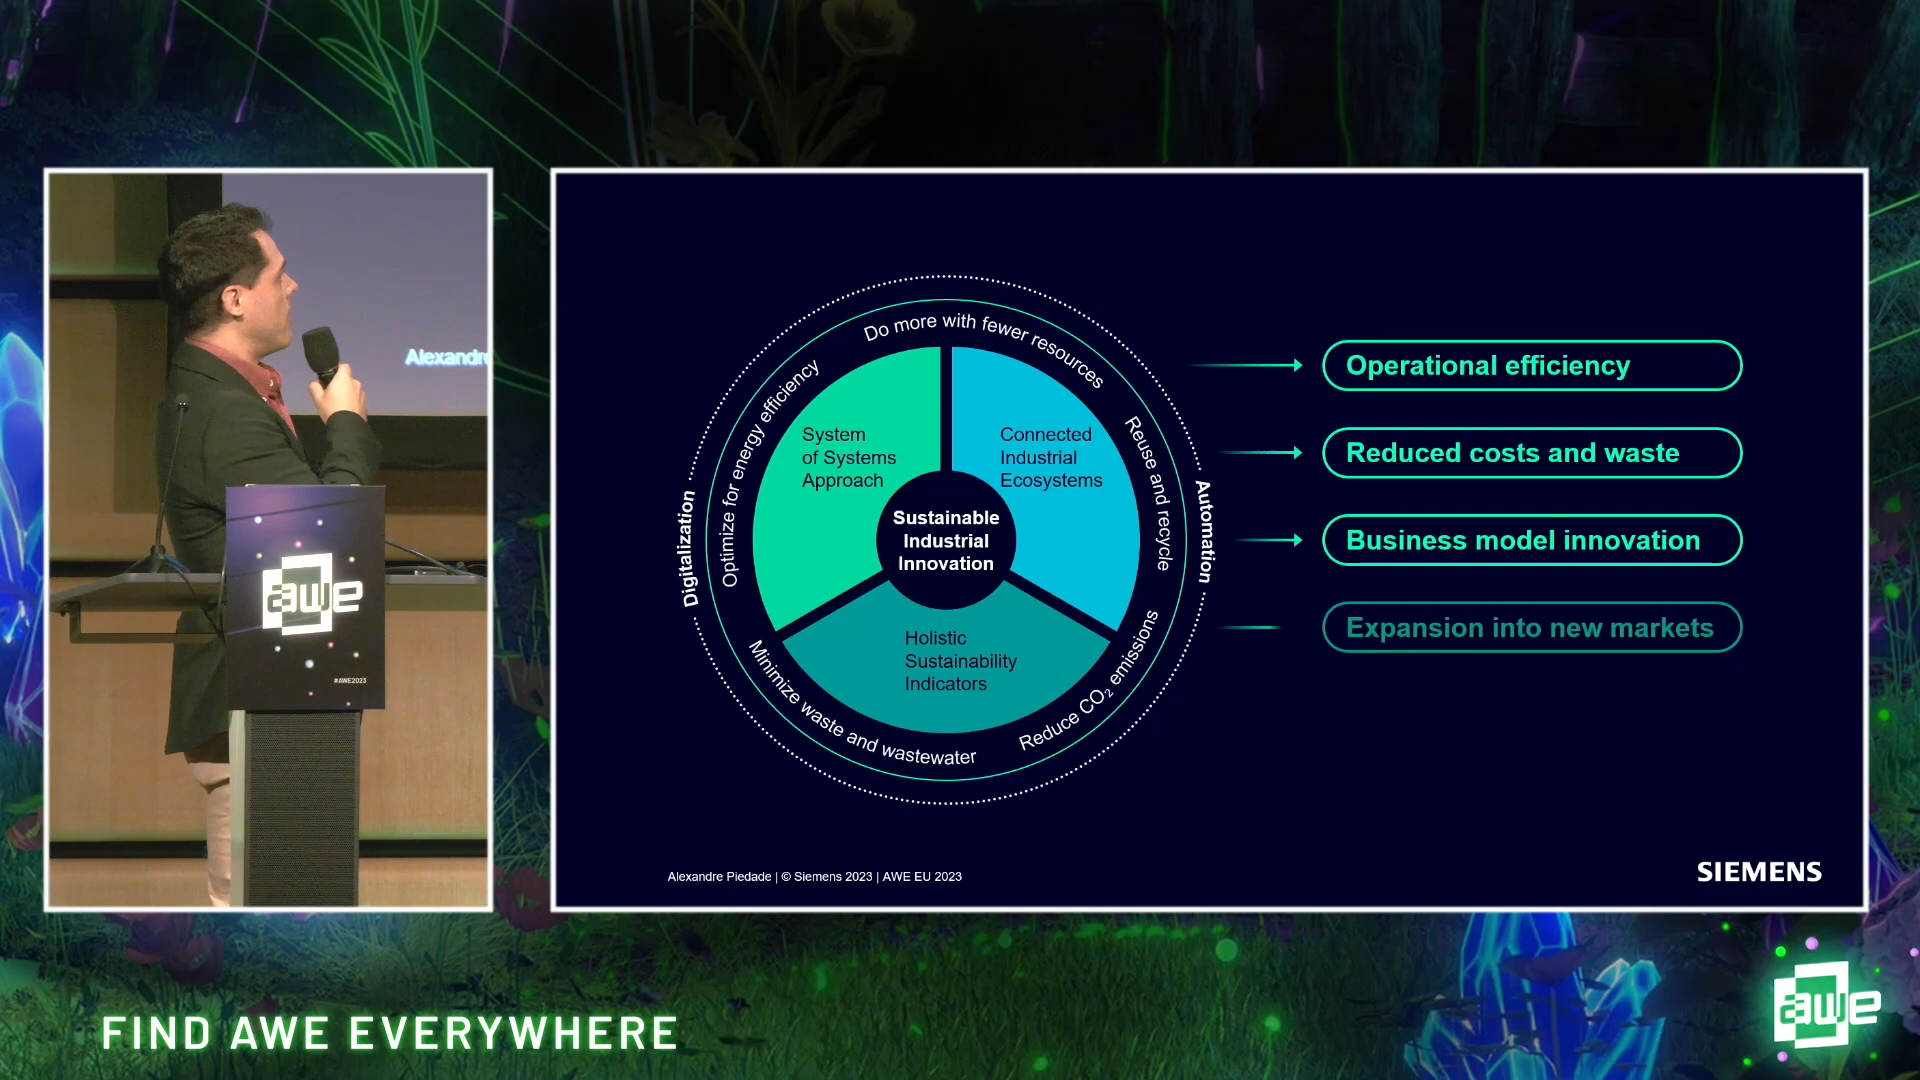 Alexandre
awe
#AWE2023
Do more with fewer resources
Optimize for energy efficiency
Reuse and recycle
Digitalization
Automation
System
of Systems
Approach
Connected
Industrial
Ecosystems
Sustainable
Industrial
Innovation
Holistic
Sustainability
Indicators
Minimize waste and wastewater
Reduce CO₂ emissions
Operational efficiency
Reduced costs and waste
Business model innovation
Expansion into new markets
Alexandre Piedade | © Siemens 2023 | AWE EU 2023
SIEMENS
FIND AWE EVERYWHERE
awe